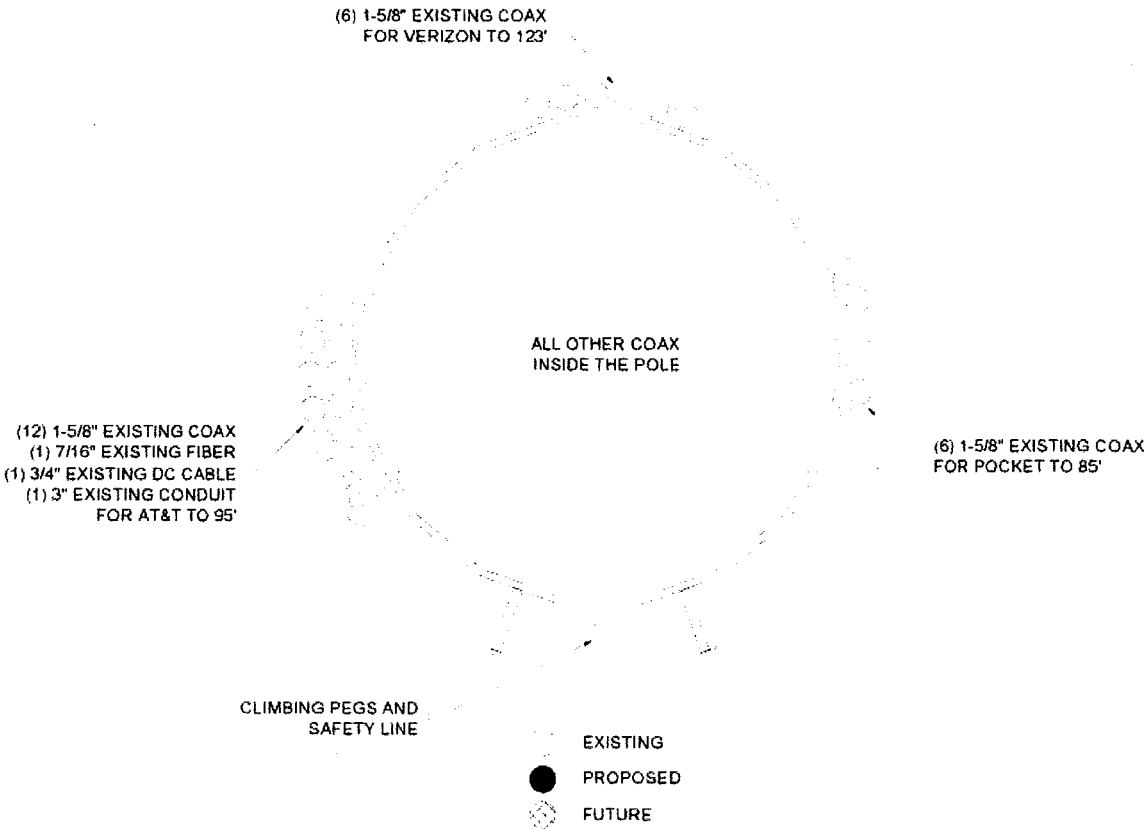 (6) 1-5/8" EXISTING COAX
FOR VERIZON TO 123'
ALL OTHER COAX
INSIDE THE POLE
(12) 1-5/8" EXISTING COAX
(1) 7/16" EXISTING FIBER
(1) 3/4" EXISTING DC CABLE
(1) 3" EXISTING CONDUIT
FOR AT&T TO 95'
(6) 1-5/8" EXISTING COAX
FOR POCKET TO 85'
CLIMBING PEGS AND
SAFETY LINE
EXISTING
PROPOSED
FUTURE